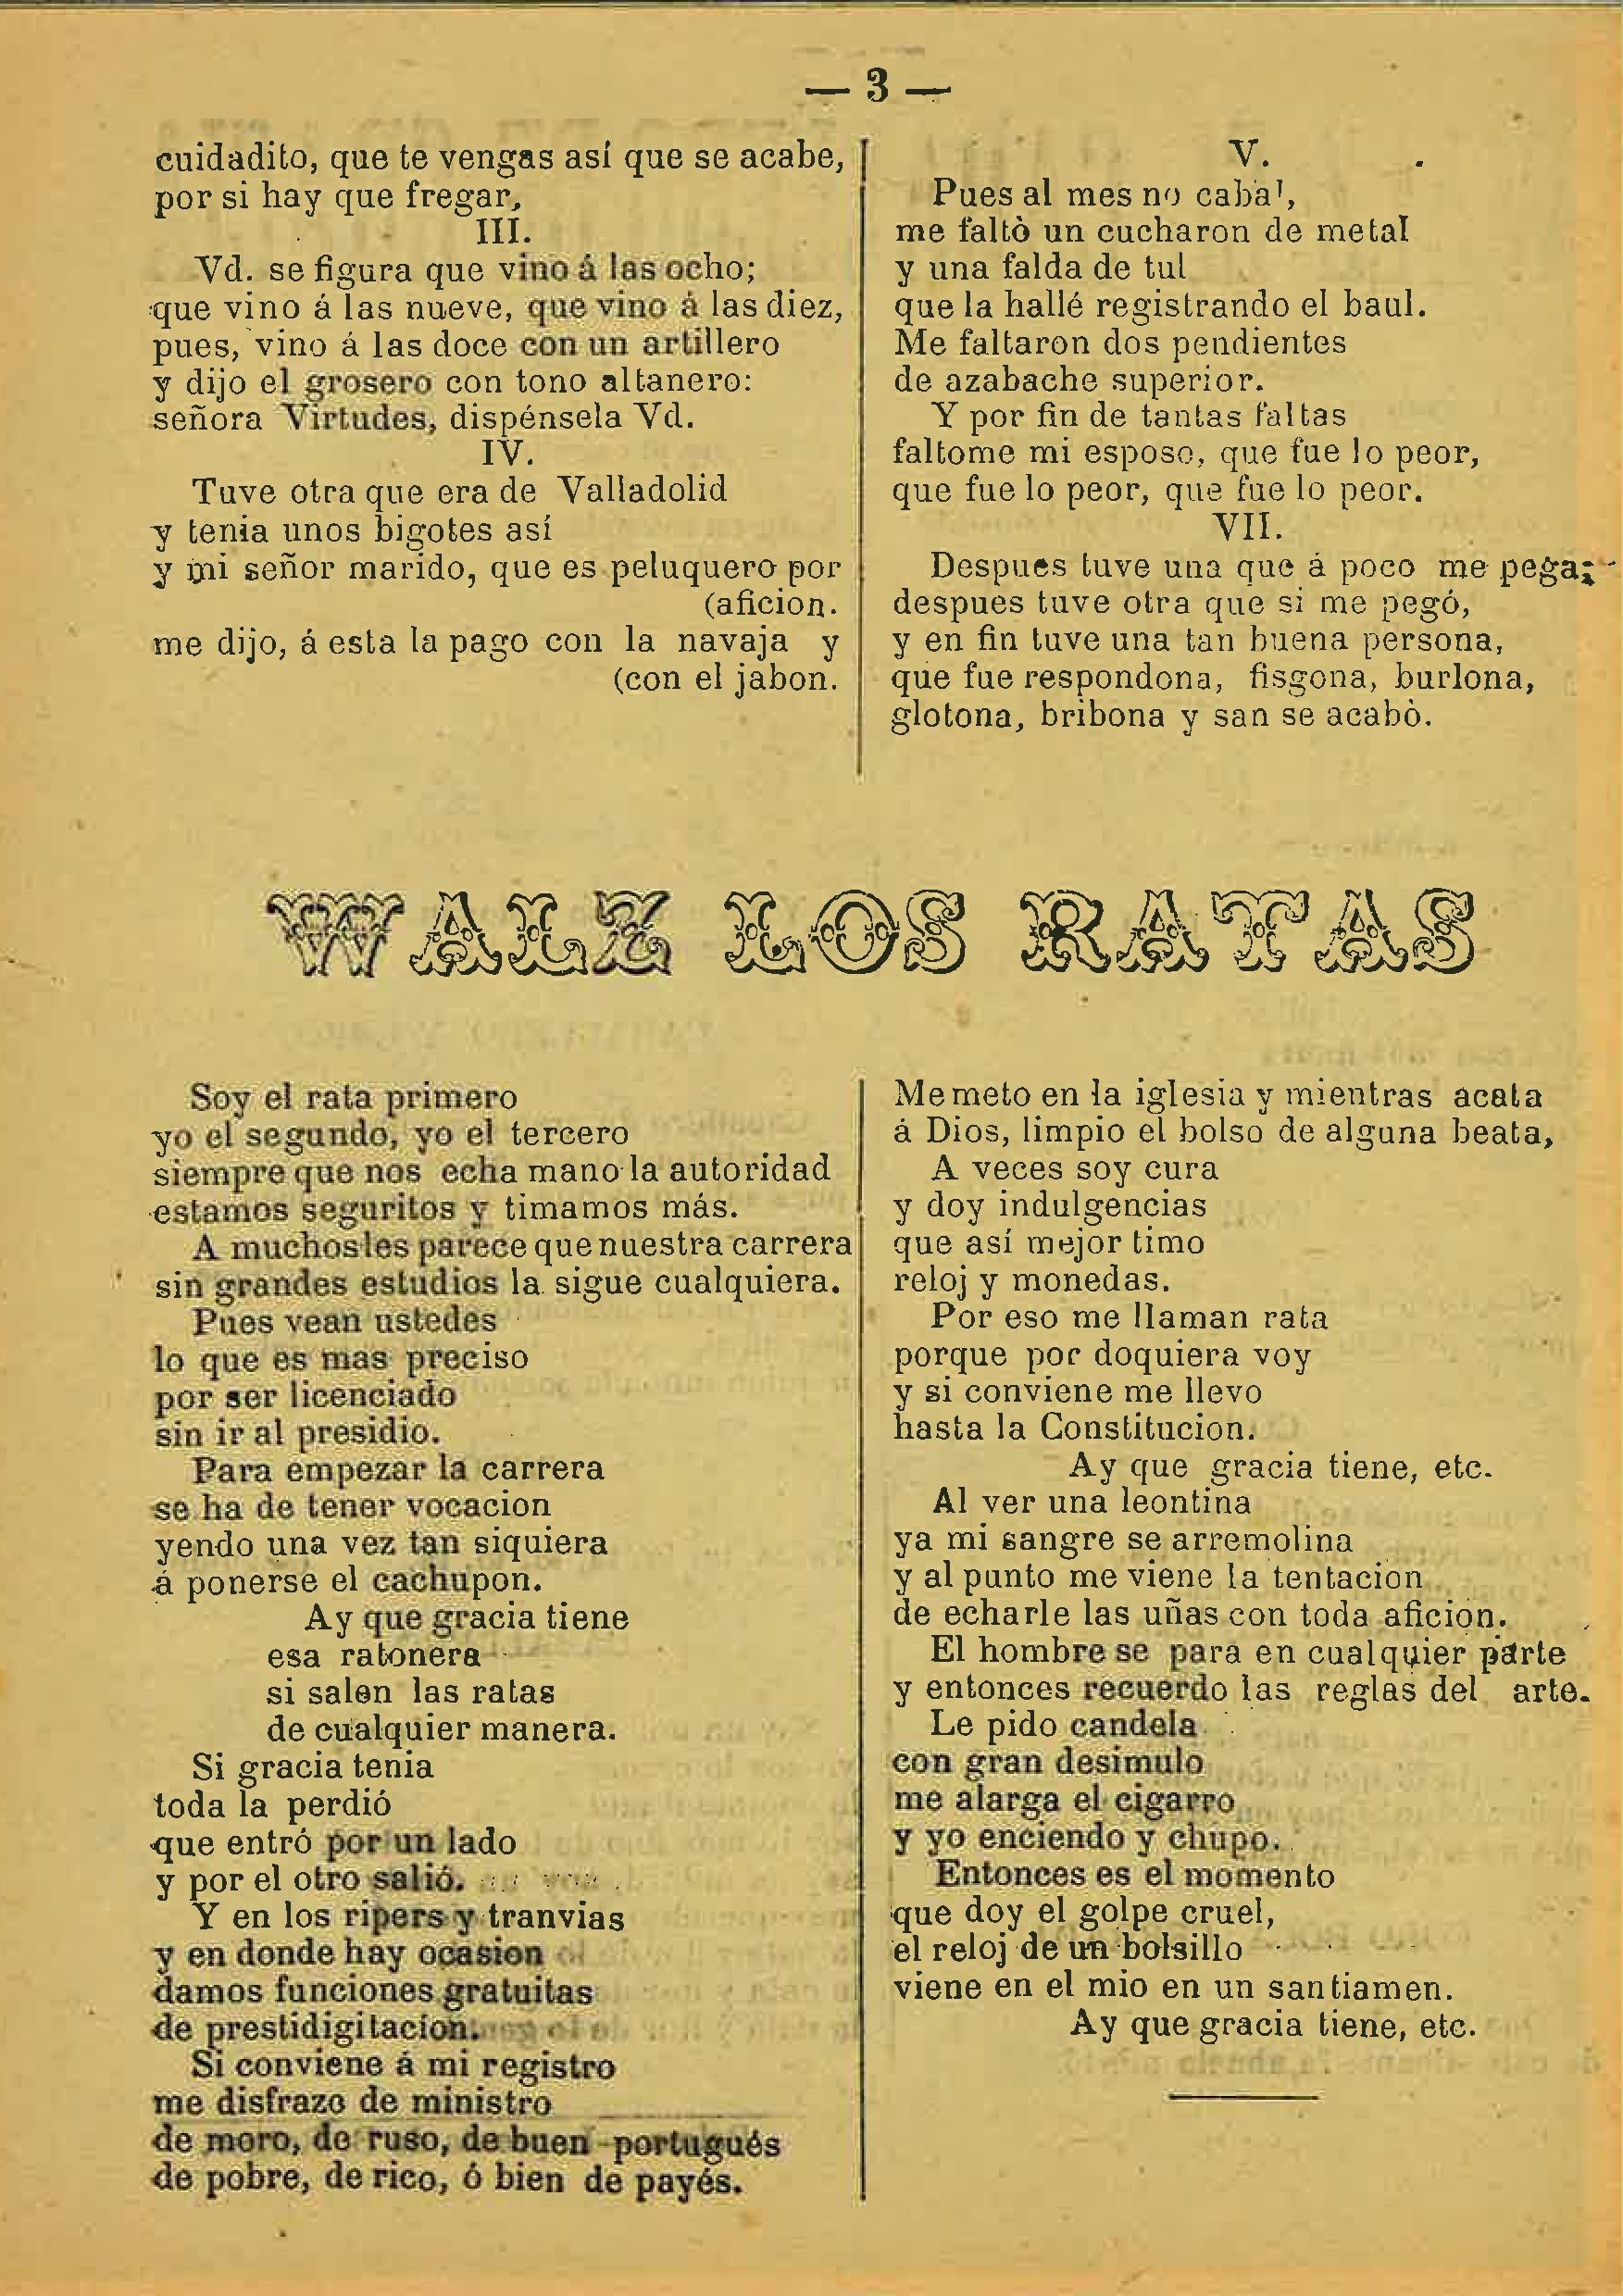 — 3 —
cuidadito, que te vengas así que se acabe,
por si hay que fregar,
III.
Vd. se figura que vino á las ocho;
que vino á las nueve, que vino á las diez,
pues, vino á las doce con un artillero
y dijo el grosero con tono altanero:
señora Virtudes, dispénsela Vd.
IV.
Tuve otra que era de Valladolid
y tenia unos bigotes así
y mi señor marido, que es peluquero por
(aficion.
me dijo, á esta la pago con la navaja y
(con el jabon.
V.
Pues al mes no cabal,
me faltò un cucharon de metal
y una falda de tul
que la hallé registrando el baul.
Me faltaron dos pendientes
de azabache superior.
Y por fin de tantas faltas
faltome mi esposo, que fue lo peor,
que fue lo peor, que fue lo peor.
VII.
Despues tuve una que á poco me pega;
despues tuve otra que si me pegó,
y en fin tuve una tan buena persona,
que fue respondona, fisgona, burlona,
glotona, bribona y san se acabò.
WALZ LOS RATAS
Soy el rata primero
yo el segundo, yo el tercero
siempre que nos echa mano la autoridad
estamos seguritos y timamos más.
A muchos les parece que nuestra carrera
sin grandes estudios la sigue cualquiera.
Pues vean ustedes
lo que es mas preciso
por ser licenciado
sin ir al presidio.
Para empezar la carrera
se ha de tener vocacion
yendo una vez tan siquiera
á ponerse el cachupon.
Ay que gracia tiene
esa ratonera
si salen las ratas
de cualquier manera.
Si gracia tenia
toda la perdió
que entró por un lado
y por el otro salió.
Y en los ripers y tranvias
y en donde hay ocasion
damos funciones gratuitas
de prestidigitacion.
Si conviene á mi registro
me disfrazo de ministro
de moro, de ruso, de buen portugués
de pobre, de rico, ó bien de payés.
Me meto en la iglesia y mientras acata
á Dios, limpio el bolso de alguna beata,
A veces soy cura
y doy indulgencias
que así mejor timo
reloj y monedas.
Por eso me llaman rata
porque por doquiera voy
y si conviene me llevo
hasta la Constitucion.
Ay que gracia tiene, etc.
Al ver una leontina
ya mi sangre se arremolina
y al punto me viene la tentacion
de echarle las uñas con toda aficion.
El hombre se para en cualquier parte
y entonces recuerdo las reglas del arte.
Le pido candela
con gran desimulo
me alarga el cigarro
y yo enciendo y chupo.
Entonces es el momento
que doy el golpe cruel,
el reloj de un bolsillo
viene en el mio en un santiamen.
Ay que gracia tiene, etc.